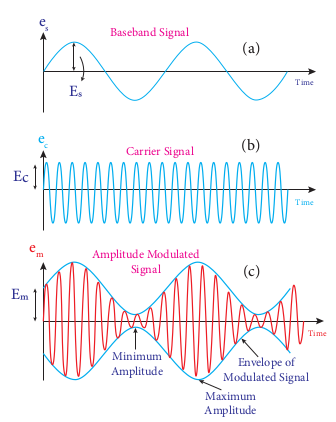 es
Baseband Signal
(a)
Es
Time
ec
(b)
Carrier Signal
Ec
Time
em
Amplitude Modulated
Signal
(c)
Em
Time
Minimum
Amplitude
Envelope of
Modulated Signal
Maximum
Amplitude